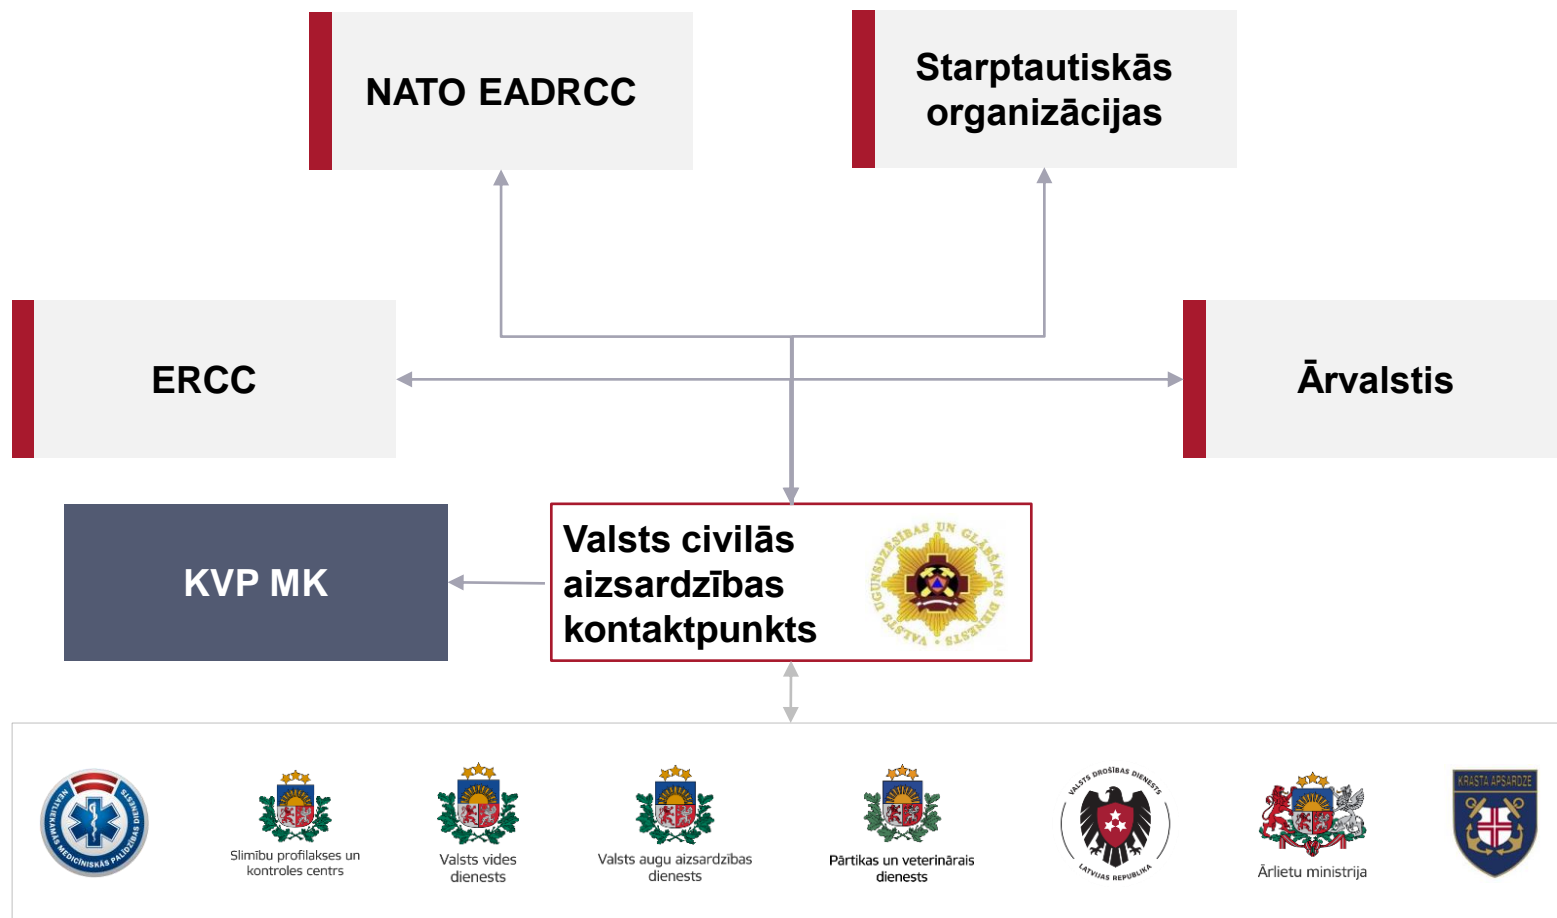 NATO EADRCC
Starptautiskās
organizācijas
ERCC
Ārvalstis
KVP MK
Valsts civilās
aizsardzības
kontaktpunkts
VALSTS UGUNSDZĒSĪBAS UN GLĀBŠANAS DIENESTS
NEATLIEKAMĀS MEDICĪNISKĀS PALĪDZĪBAS DIENESTS
Slimību profilakses un
kontroles centrs
Valsts vides
dienests
Valsts augu aizsardzības
dienests
Pārtikas un veterinārais
dienests
VALSTS DROŠĪBAS DIENESTS
LATVIJAS REPUBLIKA
Ārlietu ministrija
KRASTA APSARDZE